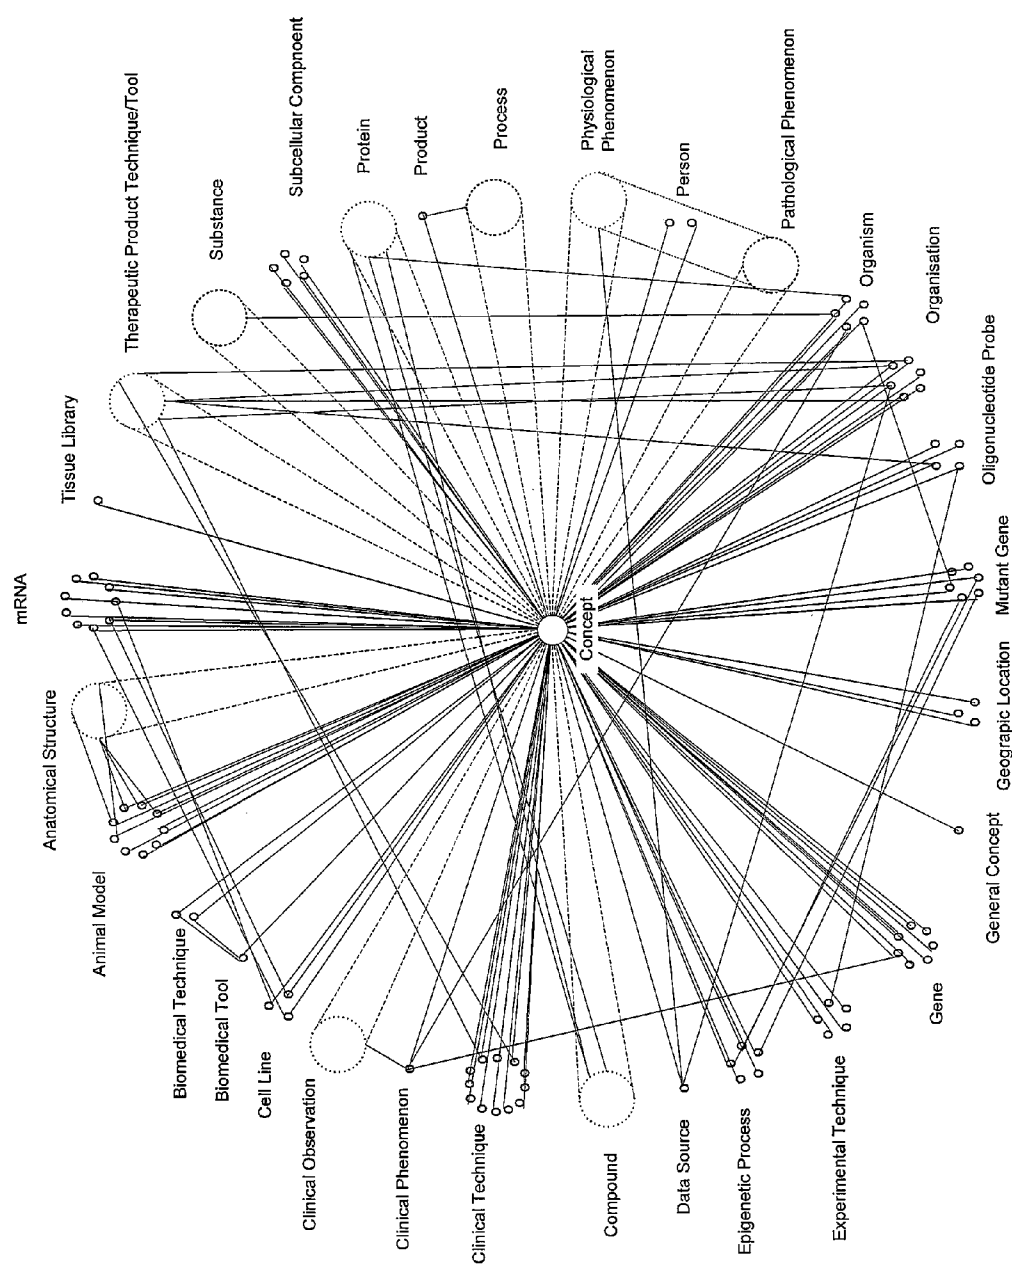 mRNA
Tissue Library
Therapeutic Product Technique/Tool
Substance
Subcellular Compnoent
Protein
Product
Process
Physiological
Phenomenon
Person
Pathological Phenomenon
Organism
Organisation
Oligonucleotide Probe
Mutant Gene
Geograpic Location
General Concept
Gene
Experimental Technique
Epigenetic Process
Data Source
Compound
Clinical Technique
Clinical Phenomenon
Clinical Observation
Cell Line
Biomedical Tool
Biomedical Technique
Animal Model
Anatomical Structure
Concept